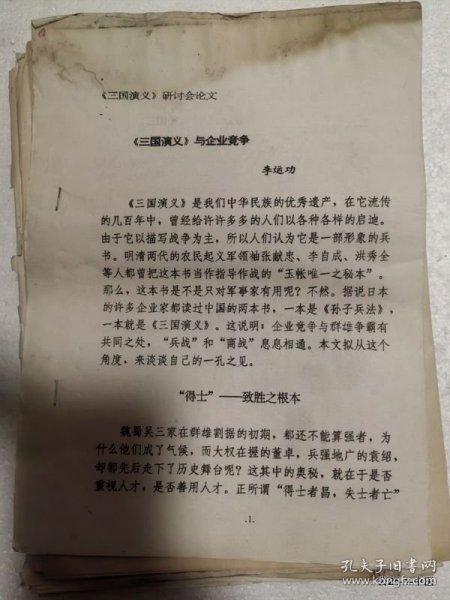 《三国演义》研讨会论文
《三国演义》与企业竞争
李运功
《三国演义》是我们中华民族的优秀遗产，在它流传
的几百年中，曾经给许许多多的人们以各种各样的启迪。
由于它以描写战争为主，所以人们认为它是一部形象的兵
书。明清两代的农民起义军领袖张献忠、李自成、洪秀全
等人都曾把这本书当作指导作战的“玉帐唯一之秘本”。
那么，这本书是不是只对军事家有用呢？不然。据说日本
的许多企业家都读过中国的两本书，一本是《孙子兵法》，
一本就是《三国演义》。这说明：企业竞争与群雄争霸有
共同之处，“兵战”和“商战”息息相通。本文拟从这个
角度，来谈谈自己的一孔之见。
“得士”——致胜之根本
魏蜀吴三家在群雄割据的初期，都还不能算强者，为
什么他们成了气候，而大权在握的董卓，兵强地广的袁绍，
却都先后走下了历史舞台呢？这其中的奥秘，就在于是否
重视人才，是否善用人才。正所谓“得士者昌，失士者亡”
.1.
孔夫子旧书网